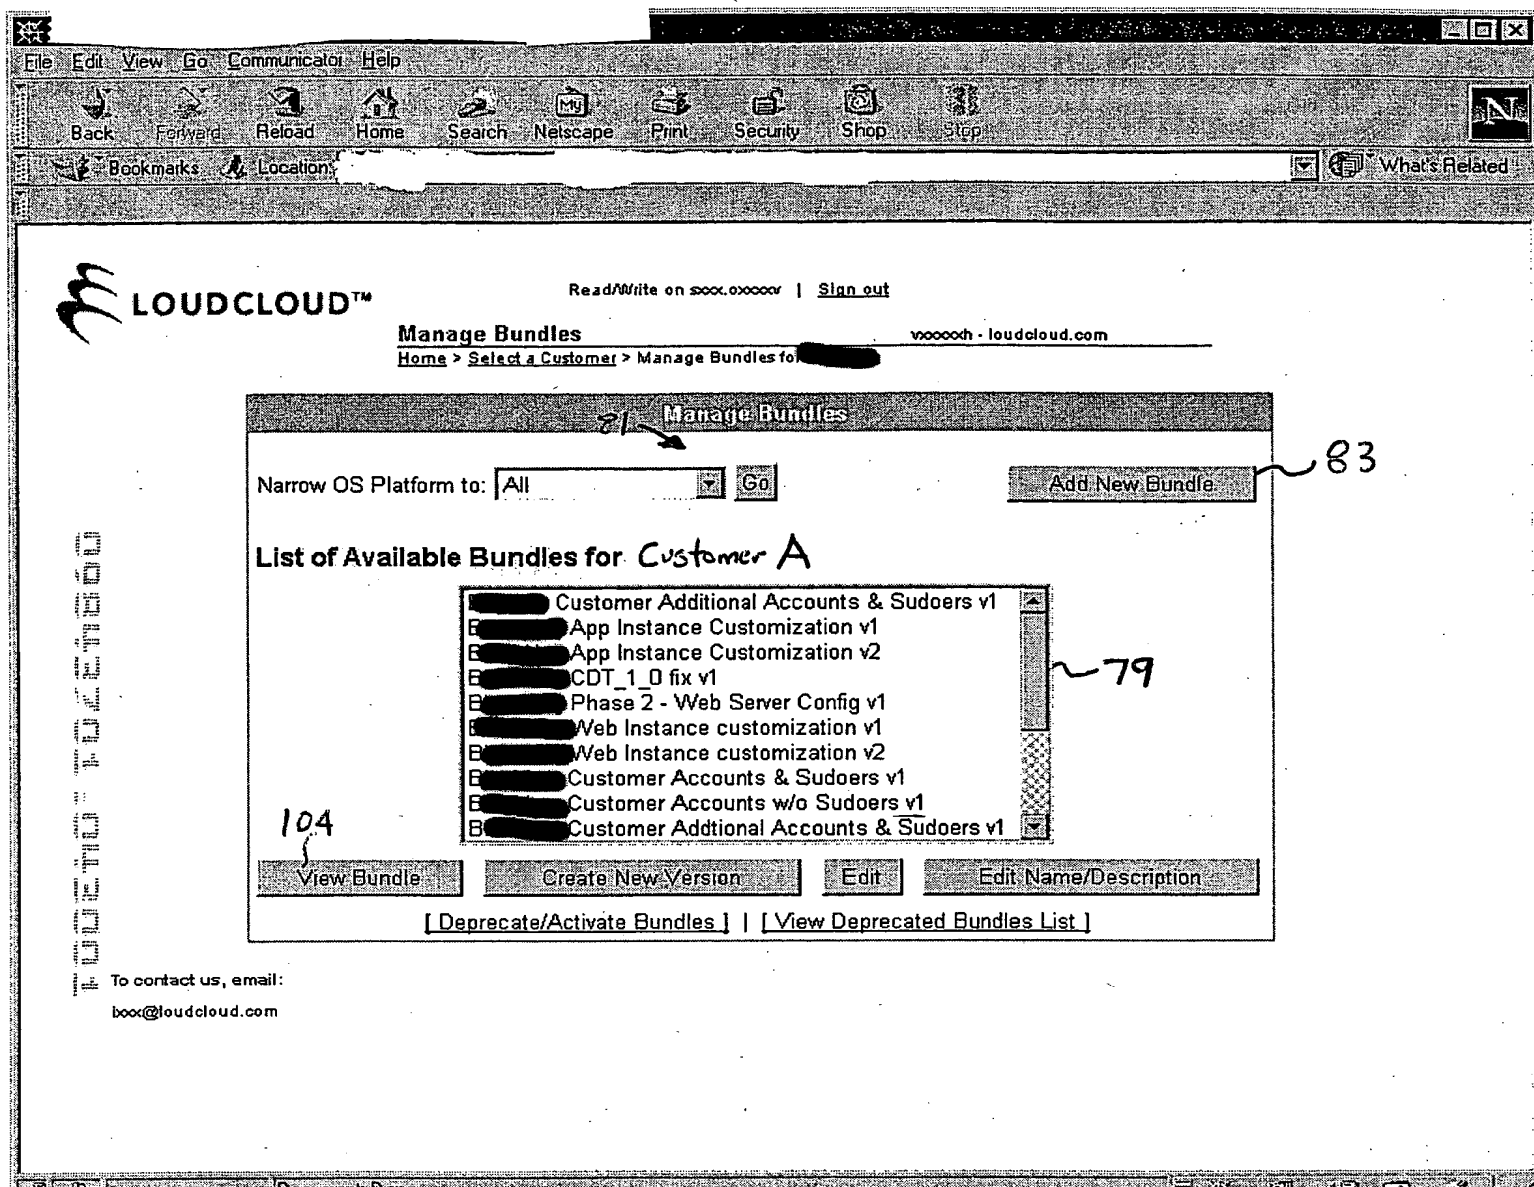 File Edit View Go Communicator Help
Back Forward Reload Home Search Netscape Print Security Shop Stop
Bookmarks Location: What's Related
N
LOUDCLOUD™
Read/Write on sxxx.oxxxxr | Sign out
Manage Bundles
vxxxxxh - loudcloud.com
Home > Select a Customer > Manage Bundles for
Manage Bundles
81
Narrow OS Platform to: All Go Add New Bundle 83
List of Available Bundles for Customer A
Customer Additional Accounts & Sudoers v1
App Instance Customization v1
App Instance Customization v2
CDT_1_0 fix v1
79
Phase 2 - Web Server Config v1
Web Instance customization v1
Web Instance customization v2
Customer Accounts & Sudoers v1
Customer Accounts w/o Sudoers v1
Customer Addtional Accounts & Sudoers v1
104
View Bundle Create New Version Edit Edit Name/Description
[ Deprecate/Activate Bundles ] | [ View Deprecated Bundles List ]
To contact us, email:
ixxx@loudcloud.com